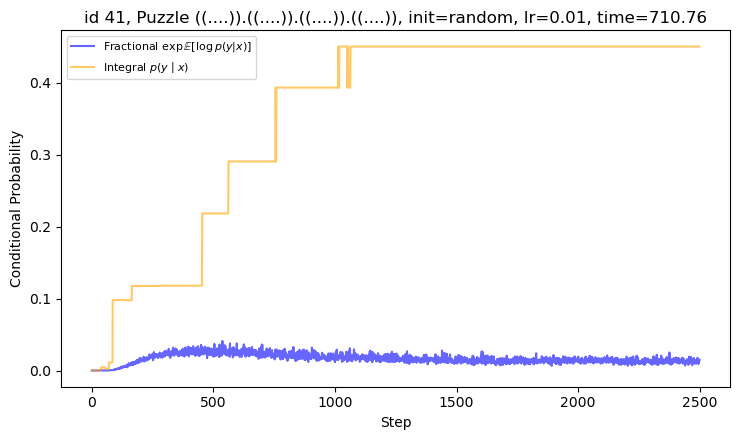 id 41, Puzzle ((....)).((....)).((....)).((....)), init=random, lr=0.01, time=710.76
Fractional exp𝔼[log p(y|x)]
Integral p(y | x)
Conditional Probability
0.4
0.3
0.2
0.1
0.0
0 500 1000 1500 2000 2500
Step